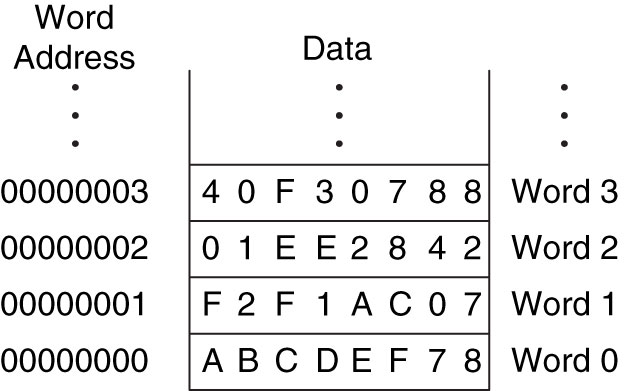 Word
Address
Data
00000003 4 0 F 3 0 7 8 8 Word 3
00000002 0 1 E E 2 8 4 2 Word 2
00000001 F 2 F 1 A C 0 7 Word 1
00000000 A B C D E F 7 8 Word 0